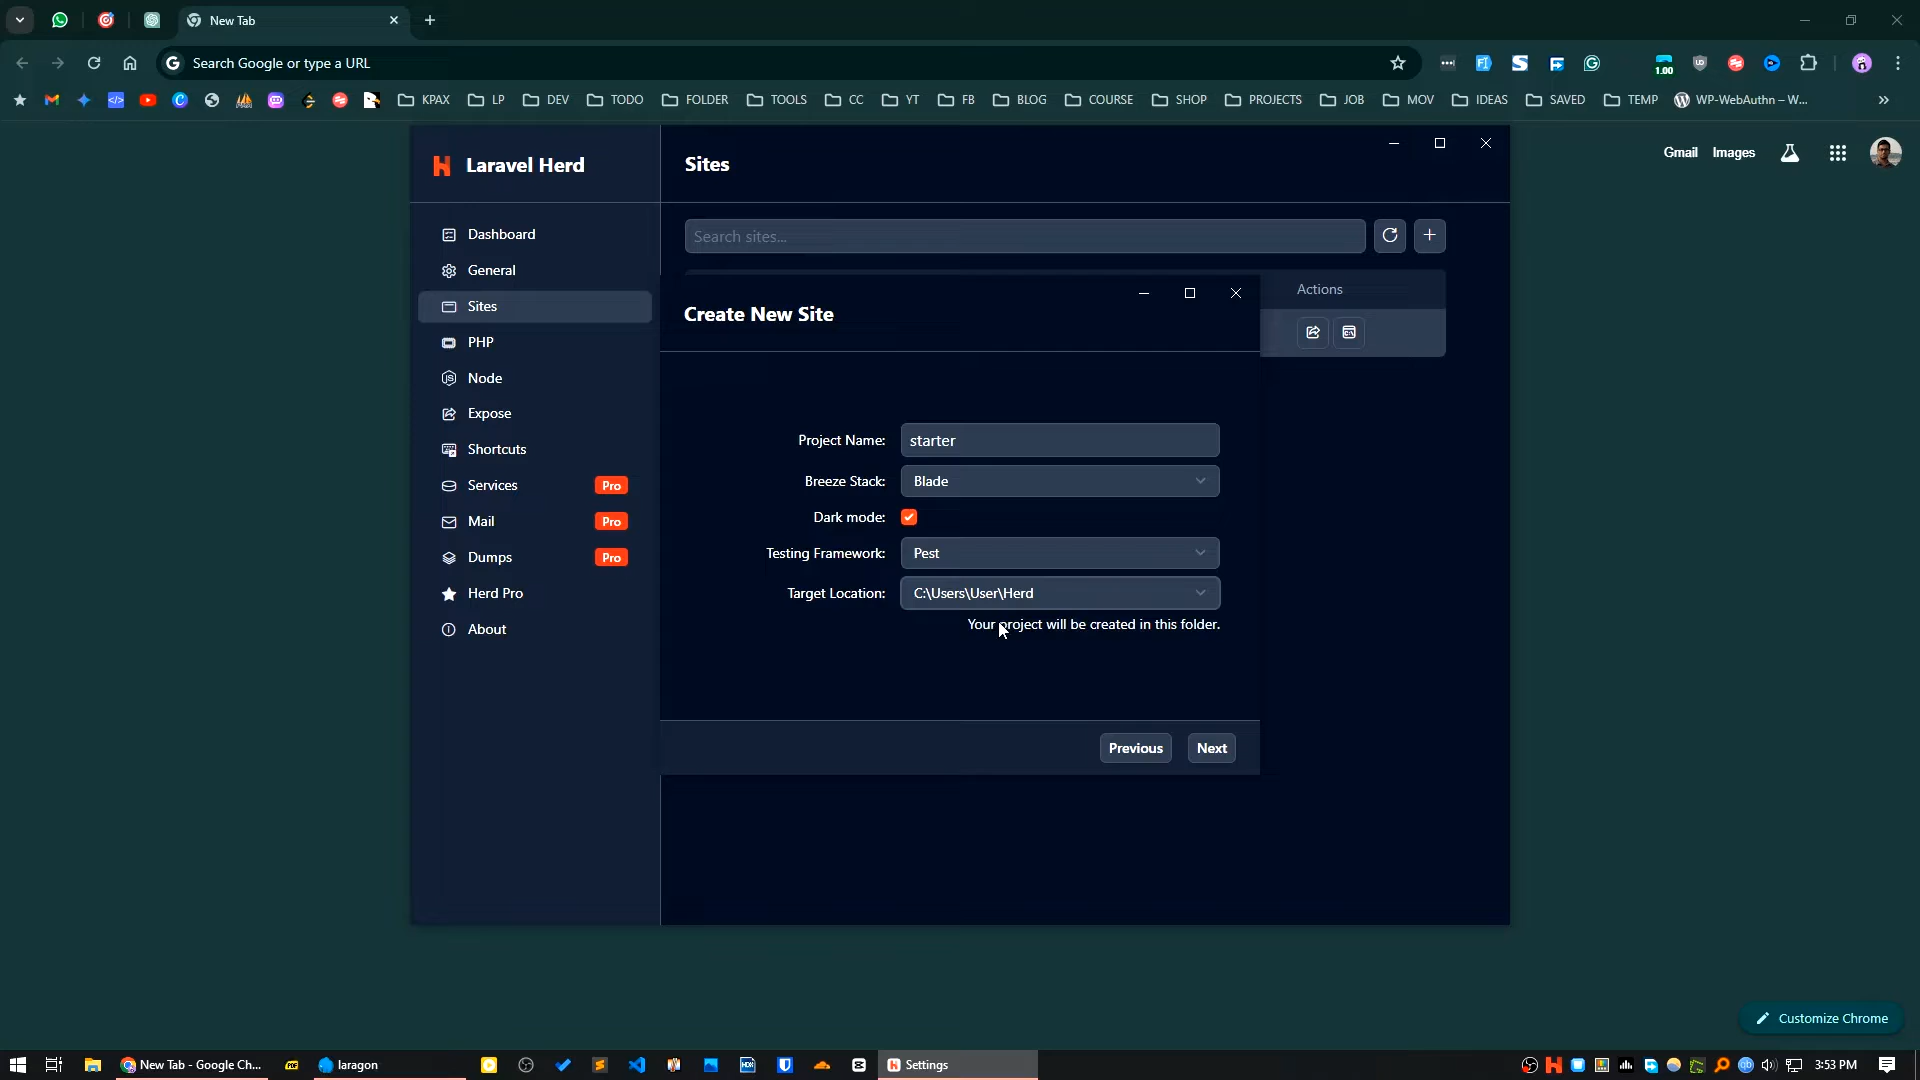 New Tab
Search Google or type a URL
1.00
KPAX
LP
DEV
TODO
FOLDER
TOOLS
CC
YT
FB
BLOG
COURSE
SHOP
PROJECTS
JOB
MOV
IDEAS
SAVED
TEMP
WP-WebAuthn – W...
Gmail
Images
Laravel Herd
Sites
Dashboard
General
Sites
PHP
Node
Expose
Shortcuts
Services Pro
Mail Pro
Dumps Pro
Herd Pro
About
Search sites...
Actions
Create New Site
Project Name: starter
Breeze Stack: Blade
Dark mode:
Testing Framework: Pest
Target Location: C:\Users\User\Herd
Your project will be created in this folder.
Previous
Next
Customize Chrome
New Tab - Google Ch...
laragon
Settings
3:53 PM